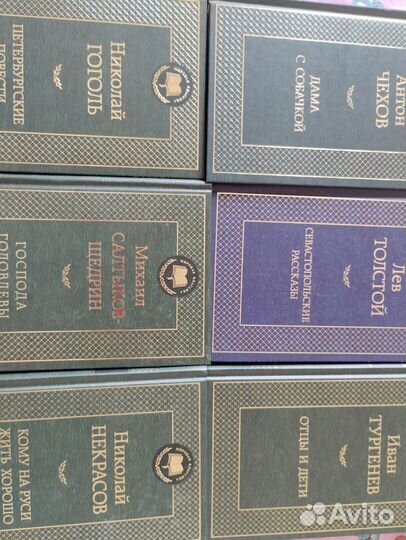 Николай
ГОГОЛЬ
ПЕТЕРБУРГСКИЕ
ПОВЕСТИ
Антон
ЧЕХОВ
ДАМА
С СОБАЧКОЙ
Михаил
САЛТЫКОВ-
ЩЕДРИН
ГОСПОДА
ГОЛОВЛЕВЫ
Лев
ТОЛСТОЙ
СЕВАСТОПОЛЬСКИЕ
РАССКАЗЫ
Николай
НЕКРАСОВ
КОМУ НА РУСИ
ЖИТЬ ХОРОШО
Иван
ТУРГЕНЕВ
ОТЦЫ И ДЕТИ
Avito